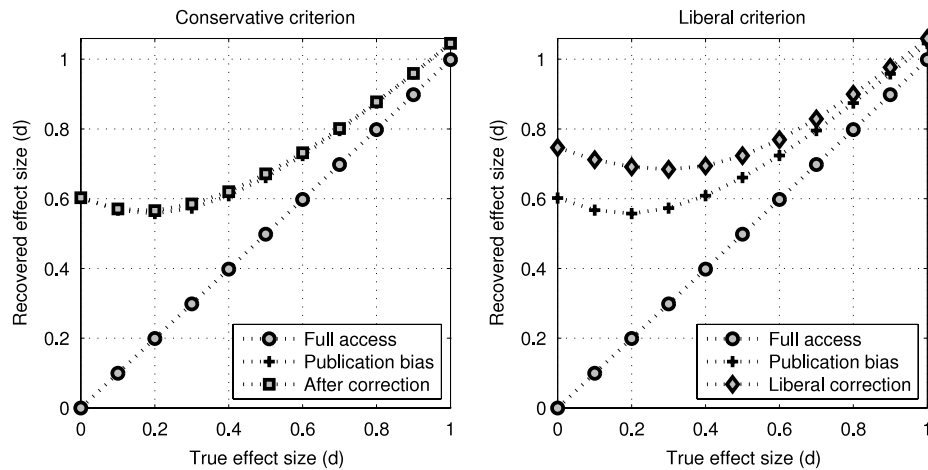 Conservative criterion
Recovered effect size (d)
1
0.8
0.6
0.4
0.2
0
0 0.2 0.4 0.6 0.8 1
True effect size (d)
Full access
Publication bias
After correction
Liberal criterion
Recovered effect size (d)
1
0.8
0.6
0.4
0.2
0
0 0.2 0.4 0.6 0.8 1
True effect size (d)
Full access
Publication bias
Liberal correction